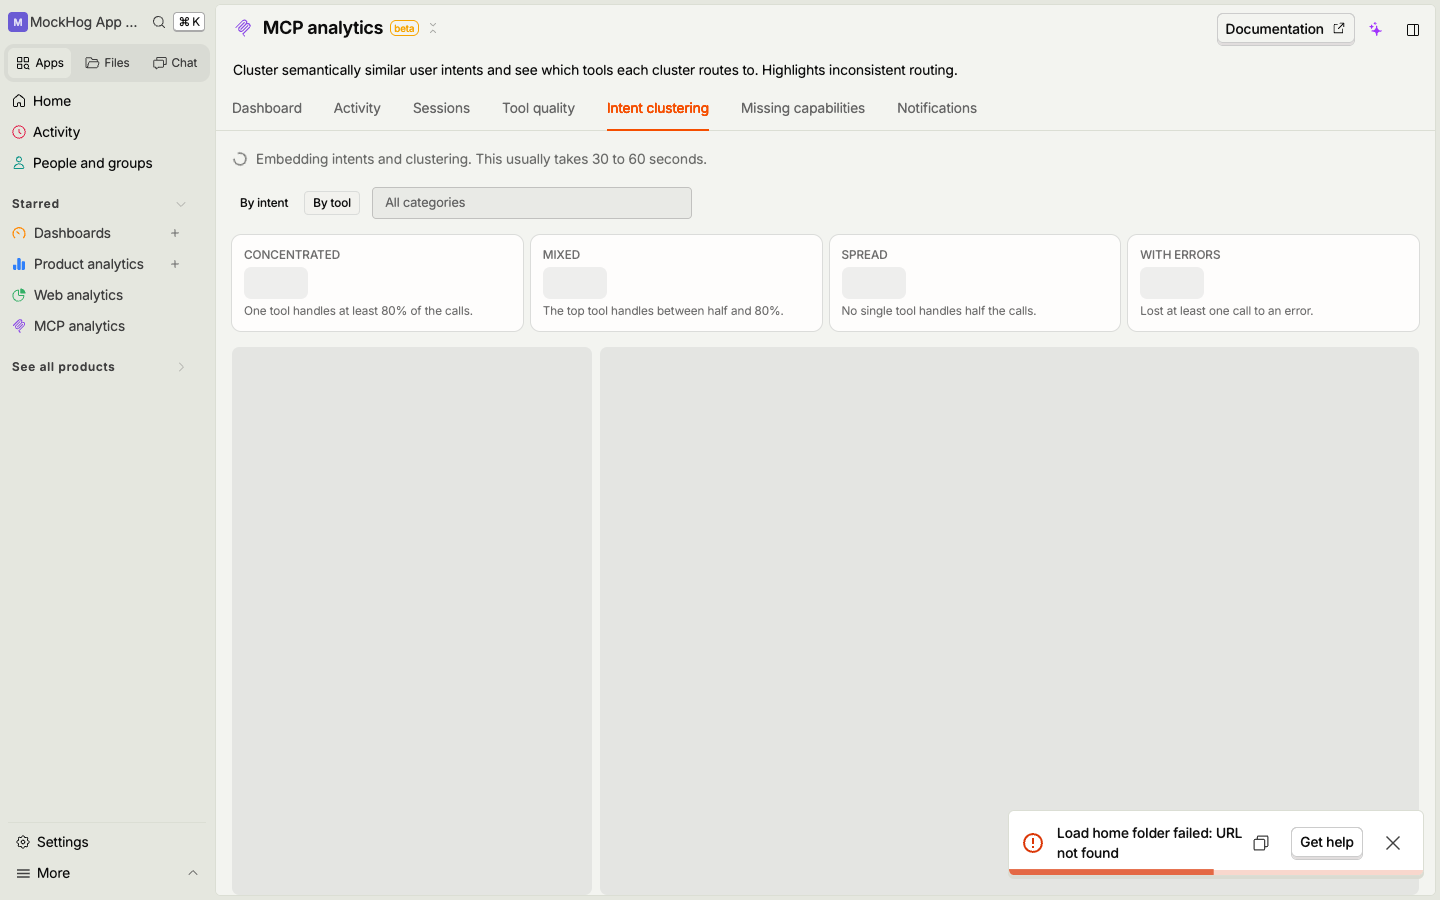 M MockHog App ... ⌘ K
Apps Files Chat
Home
Activity
People and groups
Starred
Dashboards
Product analytics
Web analytics
MCP analytics
See all products
Settings
More
MCP analytics beta
Documentation
Cluster semantically similar user intents and see which tools each cluster routes to. Highlights inconsistent routing.
Dashboard Activity Sessions Tool quality Intent clustering Missing capabilities Notifications
Embedding intents and clustering. This usually takes 30 to 60 seconds.
By intent By tool All categories
CONCENTRATED
One tool handles at least 80% of the calls.
MIXED
The top tool handles between half and 80%.
SPREAD
No single tool handles half the calls.
WITH ERRORS
Lost at least one call to an error.
Load home folder failed: URL
not found
Get help